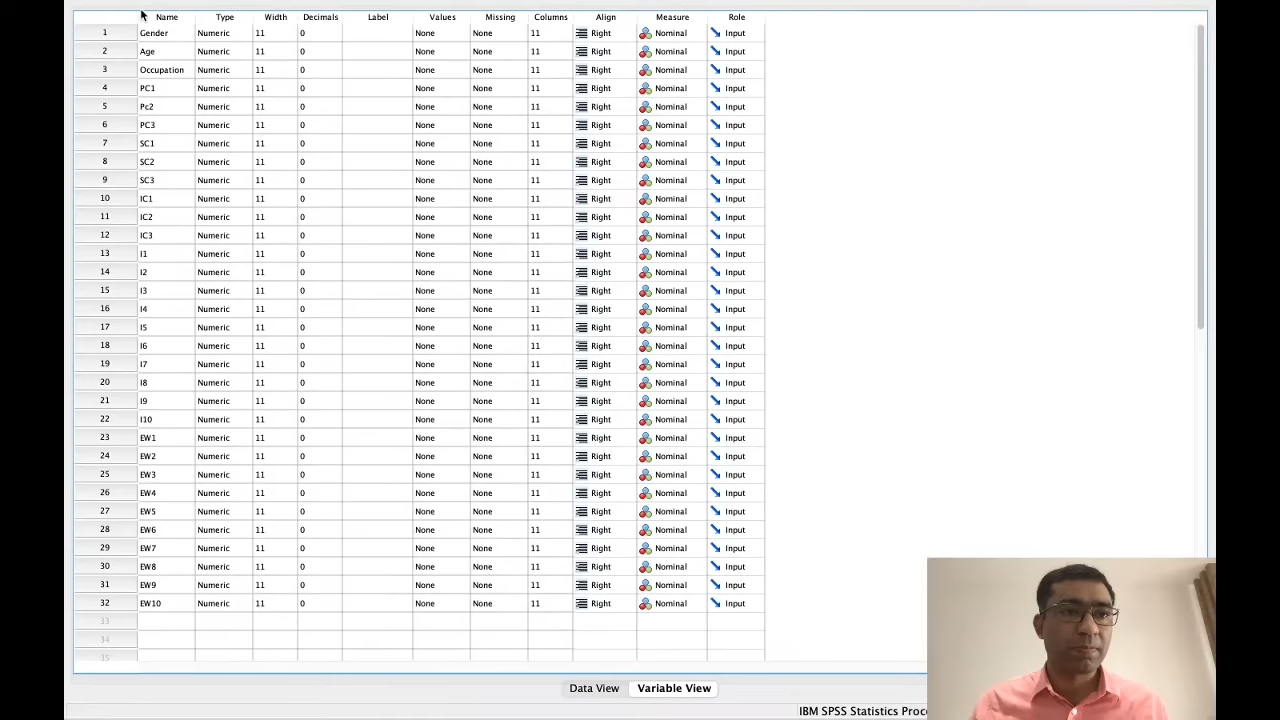 Name Type Width Decimals Label Values Missing Columns Align Measure Role
1 Gender Numeric 11 0 None None 11 Right Nominal Input
2 Age Numeric 11 0 None None 11 Right Nominal Input
3 Occupation Numeric 11 0 None None 11 Right Nominal Input
4 PC1 Numeric 11 0 None None 11 Right Nominal Input
5 Pc2 Numeric 11 0 None None 11 Right Nominal Input
6 PC3 Numeric 11 0 None None 11 Right Nominal Input
7 SC1 Numeric 11 0 None None 11 Right Nominal Input
8 SC2 Numeric 11 0 None None 11 Right Nominal Input
9 SC3 Numeric 11 0 None None 11 Right Nominal Input
10 IC1 Numeric 11 0 None None 11 Right Nominal Input
11 IC2 Numeric 11 0 None None 11 Right Nominal Input
12 IC3 Numeric 11 0 None None 11 Right Nominal Input
13 I1 Numeric 11 0 None None 11 Right Nominal Input
14 I2 Numeric 11 0 None None 11 Right Nominal Input
15 I3 Numeric 11 0 None None 11 Right Nominal Input
16 I4 Numeric 11 0 None None 11 Right Nominal Input
17 I5 Numeric 11 0 None None 11 Right Nominal Input
18 I6 Numeric 11 0 None None 11 Right Nominal Input
19 I7 Numeric 11 0 None None 11 Right Nominal Input
20 I8 Numeric 11 0 None None 11 Right Nominal Input
21 I9 Numeric 11 0 None None 11 Right Nominal Input
22 I10 Numeric 11 0 None None 11 Right Nominal Input
23 EW1 Numeric 11 0 None None 11 Right Nominal Input
24 EW2 Numeric 11 0 None None 11 Right Nominal Input
25 EW3 Numeric 11 0 None None 11 Right Nominal Input
26 EW4 Numeric 11 0 None None 11 Right Nominal Input
27 EW5 Numeric 11 0 None None 11 Right Nominal Input
28 EW6 Numeric 11 0 None None 11 Right Nominal Input
29 EW7 Numeric 11 0 None None 11 Right Nominal Input
30 EW8 Numeric 11 0 None None 11 Right Nominal Input
31 EW9 Numeric 11 0 None None 11 Right Nominal Input
32 EW10 Numeric 11 0 None None 11 Right Nominal Input
33
34
35
Data View Variable View
IBM SPSS Statistics Proc